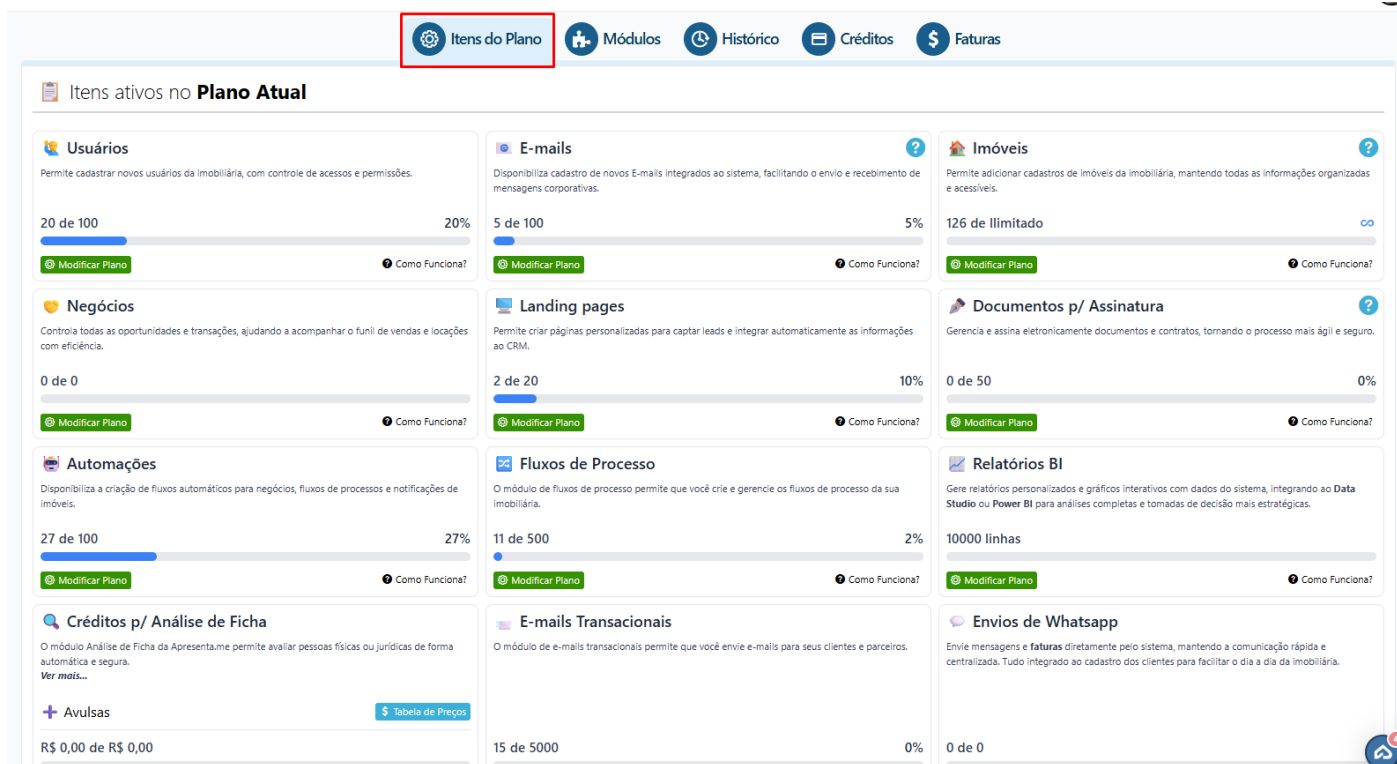 Itens do Plano
Módulos
Histórico
Créditos
$ Faturas
Itens ativos no Plano Atual
Usuários
Permite cadastrar novos usuários da imobiliária, com controle de acessos e permissões.
20 de 100 20%
Modificar Plano ? Como Funciona?
E-mails ?
Disponibiliza cadastro de novos E-mails integrados ao sistema, facilitando o envio e recebimento de
mensagens corporativas.
5 de 100 5%
Modificar Plano ? Como Funciona?
Imóveis ?
Permite adicionar cadastros de imóveis da imobiliária, mantendo todas as informações organizadas
e acessíveis.
126 de Ilimitado ∞
Modificar Plano ? Como Funciona?
Negócios
Controla todas as oportunidades e transações, ajudando a acompanhar o funil de vendas e locações
com eficiência.
0 de 0
Modificar Plano ? Como Funciona?
Landing pages
Permite criar páginas personalizadas para captar leads e integrar automaticamente as informações
ao CRM.
2 de 20 10%
Modificar Plano ? Como Funciona?
Documentos p/ Assinatura ?
Gerencia e assina eletronicamente documentos e contratos, tornando o processo mais ágil e seguro.
0 de 50 0%
Modificar Plano ? Como Funciona?
Automações
Disponibiliza a criação de fluxos automáticos para negócios, fluxos de processos e notificações de
imóveis.
27 de 100 27%
Modificar Plano ? Como Funciona?
Fluxos de Processo
O módulo de fluxos de processo permite que você crie e gerencie os fluxos de processo da sua
imobiliária.
11 de 500 2%
Modificar Plano ? Como Funciona?
Relatórios BI
Gere relatórios personalizados e gráficos interativos com dados do sistema, integrando ao Data
Studio ou Power BI para análises completas e tomadas de decisão mais estratégicas.
10000 linhas
Modificar Plano ? Como Funciona?
Créditos p/ Análise de Ficha
O módulo Análise de Ficha da Apresenta.me permite avaliar pessoas físicas ou jurídicas de forma
automática e segura.
Ver mais...
+ Avulsas $ Tabela de Preços
R$ 0,00 de R$ 0,00
E-mails Transacionais
O módulo de e-mails transacionais permite que você envie e-mails para seus clientes e parceiros.
15 de 5000 0%
Envios de Whatsapp
Envie mensagens e faturas diretamente pelo sistema, mantendo a comunicação rápida e
centralizada. Tudo integrado ao cadastro dos clientes para facilitar o dia a dia da imobiliária.
0 de 0